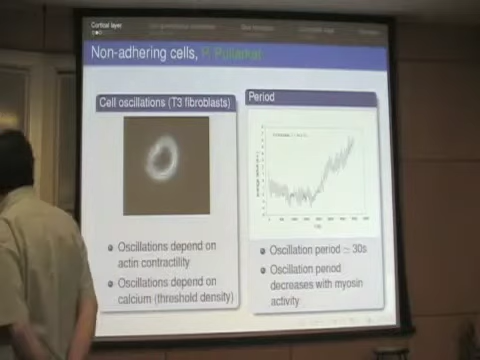 Cortical layer
Non-adhering cells, P. Pullarkat
Cell oscillations (T3 fibroblasts)
Oscillations depend on
actin contractility
Oscillations depend on
calcium (threshold density)
Period
Oscillation period ≃ 30s
Oscillation period
decreases with myosin
activity